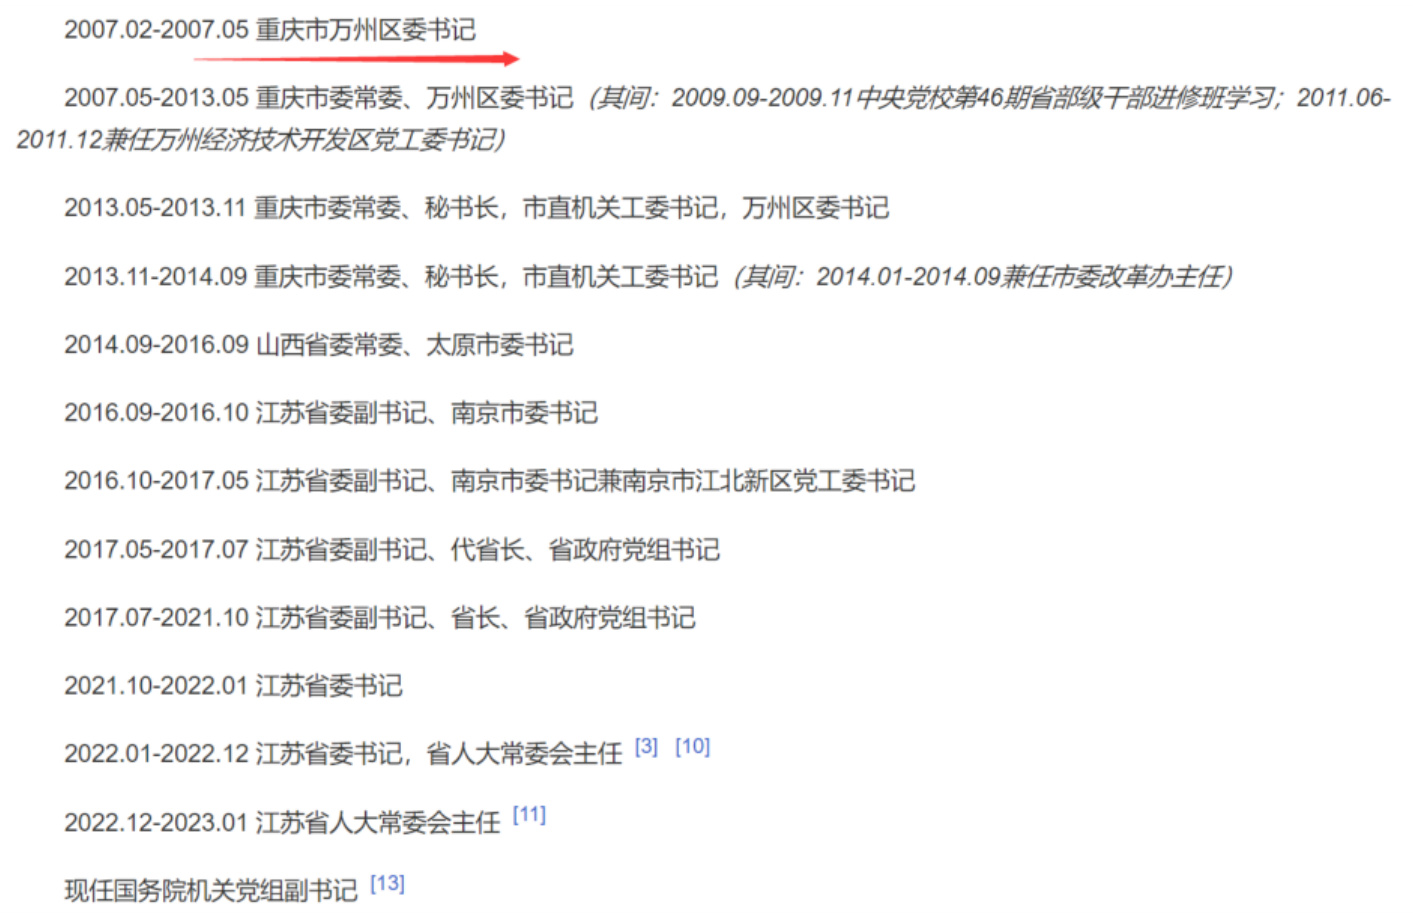 2007.02-2007.05 重庆市万州区委书记
2007.05-2013.05 重庆市委常委、万州区委书记（其间：2009.09-2009.11中央党校第46期省部级干部进修班学习；2011.06-
2011.12兼任万州经济技术开发区党工委书记）
2013.05-2013.11 重庆市委常委、秘书长，市直机关工委书记，万州区委书记
2013.11-2014.09 重庆市委常委、秘书长，市直机关工委书记（其间：2014.01-2014.09兼任市委改革办主任）
2014.09-2016.09 山西省委常委、太原市委书记
2016.09-2016.10 江苏省委副书记、南京市委书记
2016.10-2017.05 江苏省委副书记、南京市委书记兼南京市江北新区党工委书记
2017.05-2017.07 江苏省委副书记、代省长、省政府党组书记
2017.07-2021.10 江苏省委副书记、省长、省政府党组书记
2021.10-2022.01 江苏省委书记
2022.01-2022.12 江苏省委书记，省人大常委会主任 [3] [10]
2022.12-2023.01 江苏省人大常委会主任 [11]
现任国务院机关党组副书记 [13]